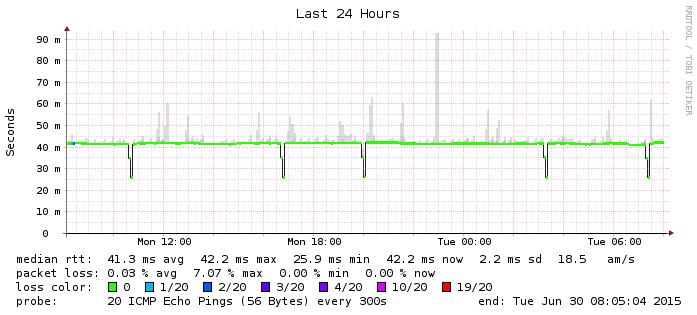 Last 24 Hours
RRDTOOL / TOBI OETIKER
Seconds
90 m
80 m
70 m
60 m
50 m
40 m
30 m
20 m
10 m
0
Mon 12:00 Mon 18:00 Tue 00:00 Tue 06:00
median rtt: 41.3 ms avg 42.2 ms max 25.9 ms min 42.2 ms now 2.2 ms sd 18.5 am/s
packet loss: 0.03 % avg 7.07 % max 0.00 % min 0.00 % now
loss color: 0 1/20 2/20 3/20 4/20 10/20 19/20
probe: 20 ICMP Echo Pings (56 Bytes) every 300s end: Tue Jun 30 08:05:04 2015